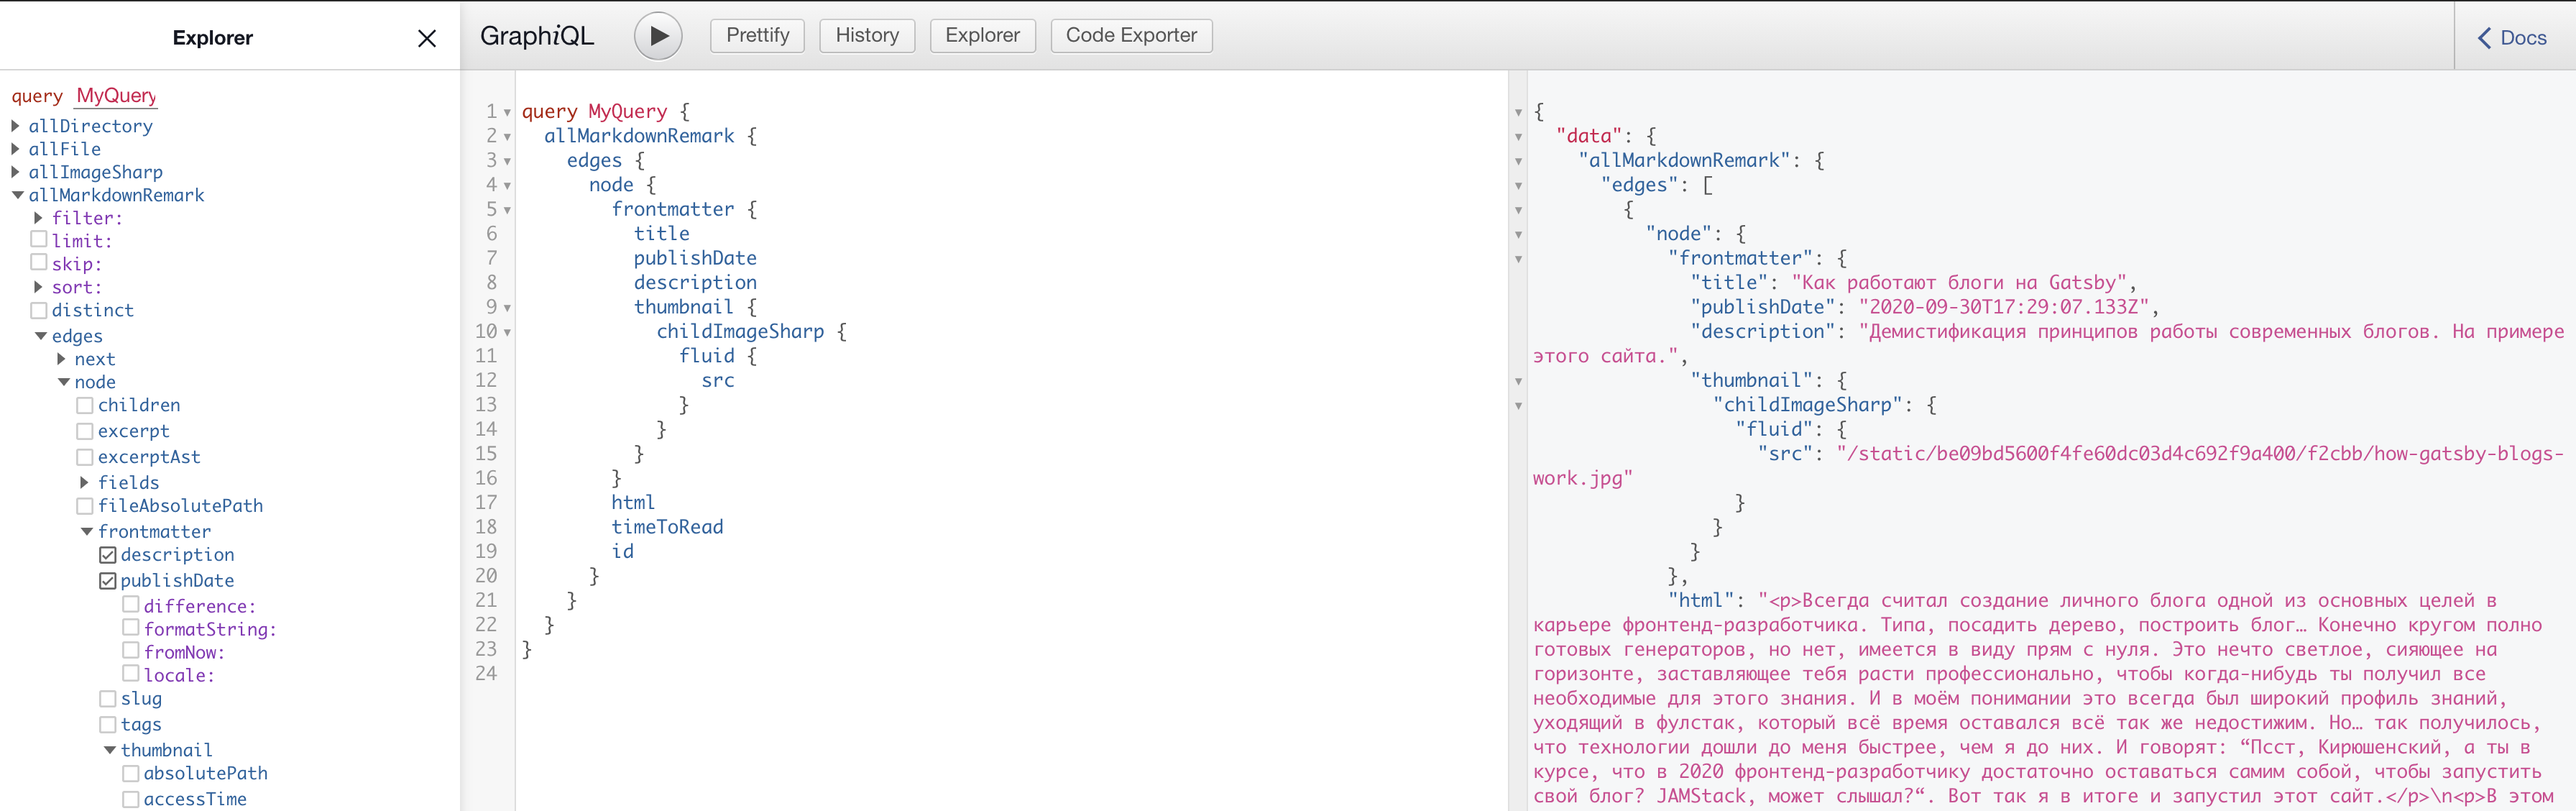 Explorer
GraphiQL
Prettify
History
Explorer
Code Exporter
Docs
query MyQuery
allDirectory
allFile
allImageSharp
allMarkdownRemark
filter:
limit:
skip:
sort:
distinct
edges
next
node
children
excerpt
excerptAst
fields
fileAbsolutePath
frontmatter
description
publishDate
difference:
formatString:
fromNow:
locale:
slug
tags
thumbnail
absolutePath
accessTime
1 query MyQuery {
2 allMarkdownRemark {
3 edges {
4 node {
5 frontmatter {
6 title
7 publishDate
8 description
9 thumbnail {
10 childImageSharp {
11 fluid {
12 src
13 }
14 }
15 }
16 }
17 html
18 timeToRead
19 id
20 }
21 }
22 }
23 }
24
{
"data": {
"allMarkdownRemark": {
"edges": [
{
"node": {
"frontmatter": {
"title": "Как работают блоги на Gatsby",
"publishDate": "2020-09-30T17:29:07.133Z",
"description": "Демистификация принципов работы современных блогов. На примере
этого сайта.",
"thumbnail": {
"childImageSharp": {
"fluid": {
"src": "/static/be09bd5600f4fe60dc03d4c692f9a400/f2cbb/how-gatsby-blogs-
work.jpg"
}
}
}
},
"html": "<p>Всегда считал создание личного блога одной из основных целей в
карьере фронтенд-разработчика. Типа, посадить дерево, построить блог… Конечно кругом полно
готовых генераторов, но нет, имеется в виду прям с нуля. Это нечто светлое, сияющее на
горизонте, заставляющее тебя расти профессионально, чтобы когда-нибудь ты получил все
необходимые для этого знания. И в моём понимании это всегда был широкий профиль знаний,
уходящий в фулстак, который всё время оставался всё так же недостижим. Но… так получилось,
что технологии дошли до меня быстрее, чем я до них. И говорят: “Псст, Кирюшенский, а ты в
курсе, что в 2020 фронтенд-разработчику достаточно оставаться самим собой, чтобы запустить
свой блог? JAMStack, может слышал?“. Вот так я в итоге и запустил этот сайт.</p>\n<p>В этом